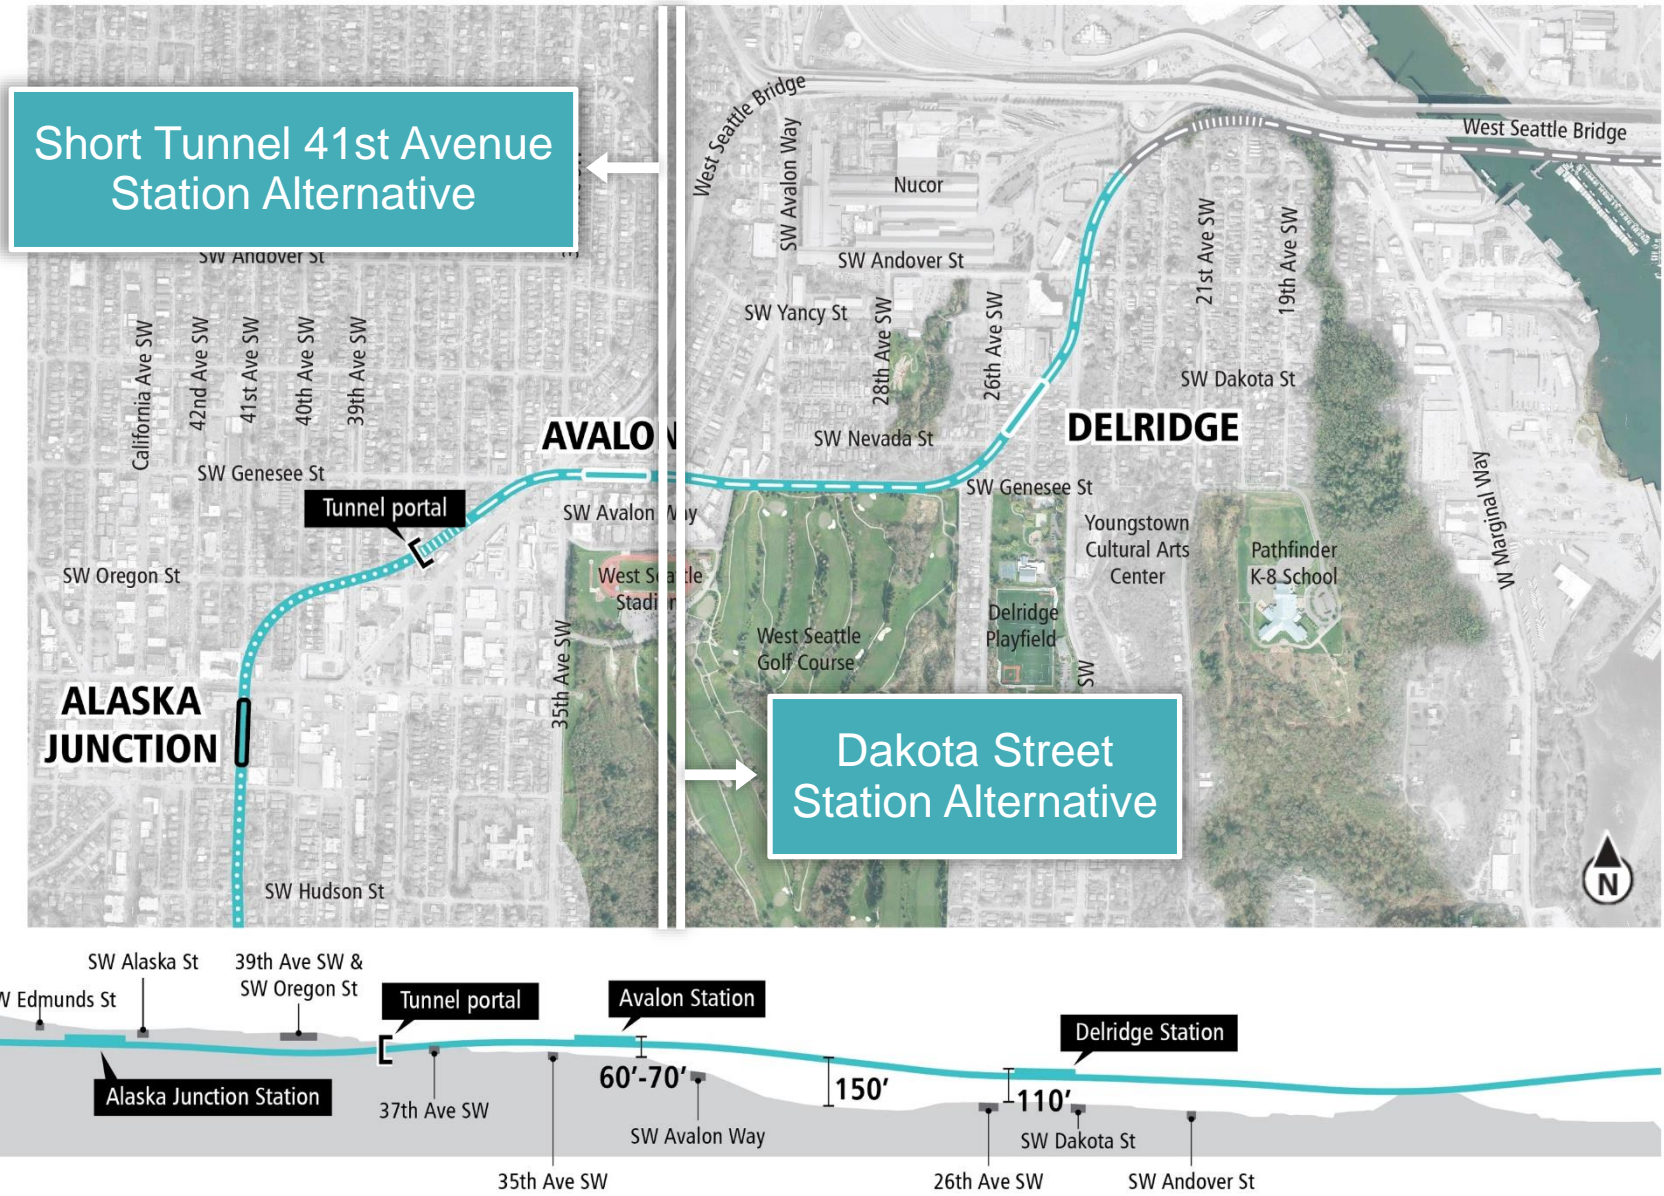 Short Tunnel 41st Avenue
Station Alternative
West Seattle Bridge
SW Avalon Way
Nucor
West Seattle Bridge
SW Andover St
SW Andover St
21st Ave SW
19th Ave SW
SW Yancy St
28th Ave SW
26th Ave SW
California Ave SW
42nd Ave SW
41st Ave SW
40th Ave SW
39th Ave SW
SW Dakota St
AVALON
DELRIDGE
SW Nevada St
SW Genesee St
SW Genesee St
Tunnel portal
SW Avalon Way
Youngstown
Cultural Arts
Center
Pathfinder
K-8 School
W Marginal Way
SW Oregon St
West Seattle
Stadium
Delridge
Playfield
West Seattle
Golf Course
35th Ave SW
SW
ALASKA
JUNCTION
Dakota Street
Station Alternative
SW Hudson St
N
SW Alaska St
39th Ave SW &
SW Oregon St
W Edmunds St
Tunnel portal
Avalon Station
Delridge Station
Alaska Junction Station
60'-70'
150'
110'
37th Ave SW
SW Avalon Way
SW Dakota St
35th Ave SW
26th Ave SW
SW Andover St